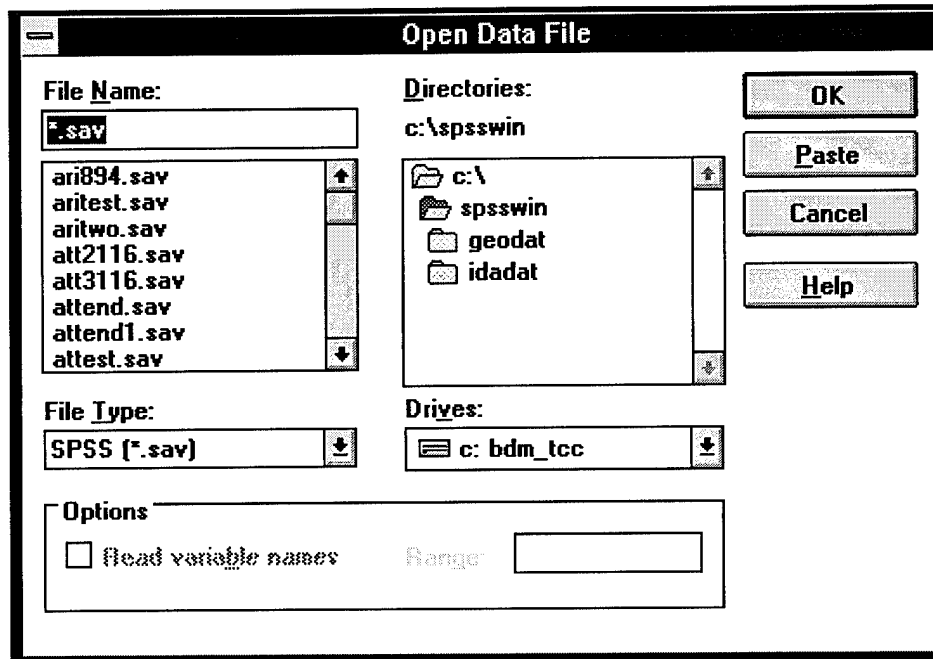 Open Data File
File Name:
*.sav
ari894.sav
aritest.sav
aritwo.sav
att2116.sav
att3116.sav
attend.sav
attend1.sav
attest.sav
File Type:
SPSS (*.sav)
Directories:
c:\spsswin
c:\
spsswin
geodat
idadat
Drives:
c: bdm_tcc
OK
Paste
Cancel
Help
Options
Read variable names
Range: